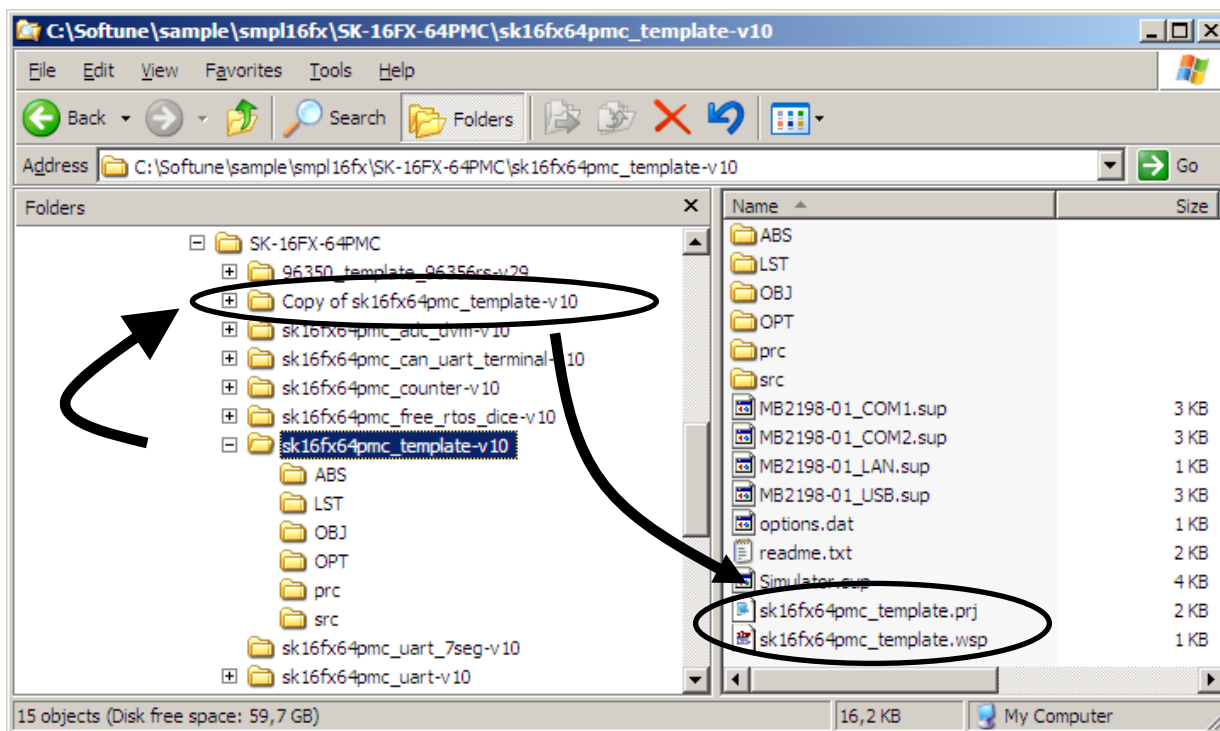 C:\Softune\sample\smpl16fx\SK-16FX-64PMC\sk16fx64pmc_template-v10
File Edit View Favorites Tools Help
Back Search Folders
Address C:\Softune\sample\smpl16fx\SK-16FX-64PMC\sk16fx64pmc_template-v10 Go
Folders
SK-16FX-64PMC
96350_template_96356rs-v29
Copy of sk16fx64pmc_template-v10
sk16fx64pmc_adc_dvm-v10
sk16fx64pmc_can_uart_terminal-v10
sk16fx64pmc_counter-v10
sk16fx64pmc_free_rtos_dice-v10
sk16fx64pmc_template-v10
ABS
LST
OBJ
OPT
prc
src
sk16fx64pmc_uart_7seg-v10
sk16fx64pmc_uart-v10
Name Size
ABS
LST
OBJ
OPT
prc
src
MB2198-01_COM1.sup 3 KB
MB2198-01_COM2.sup 3 KB
MB2198-01_LAN.sup 1 KB
MB2198-01_USB.sup 3 KB
options.dat 1 KB
readme.txt 2 KB
Simulator.sup 4 KB
sk16fx64pmc_template.prj 2 KB
sk16fx64pmc_template.wsp 1 KB
15 objects (Disk free space: 59,7 GB) 16,2 KB My Computer